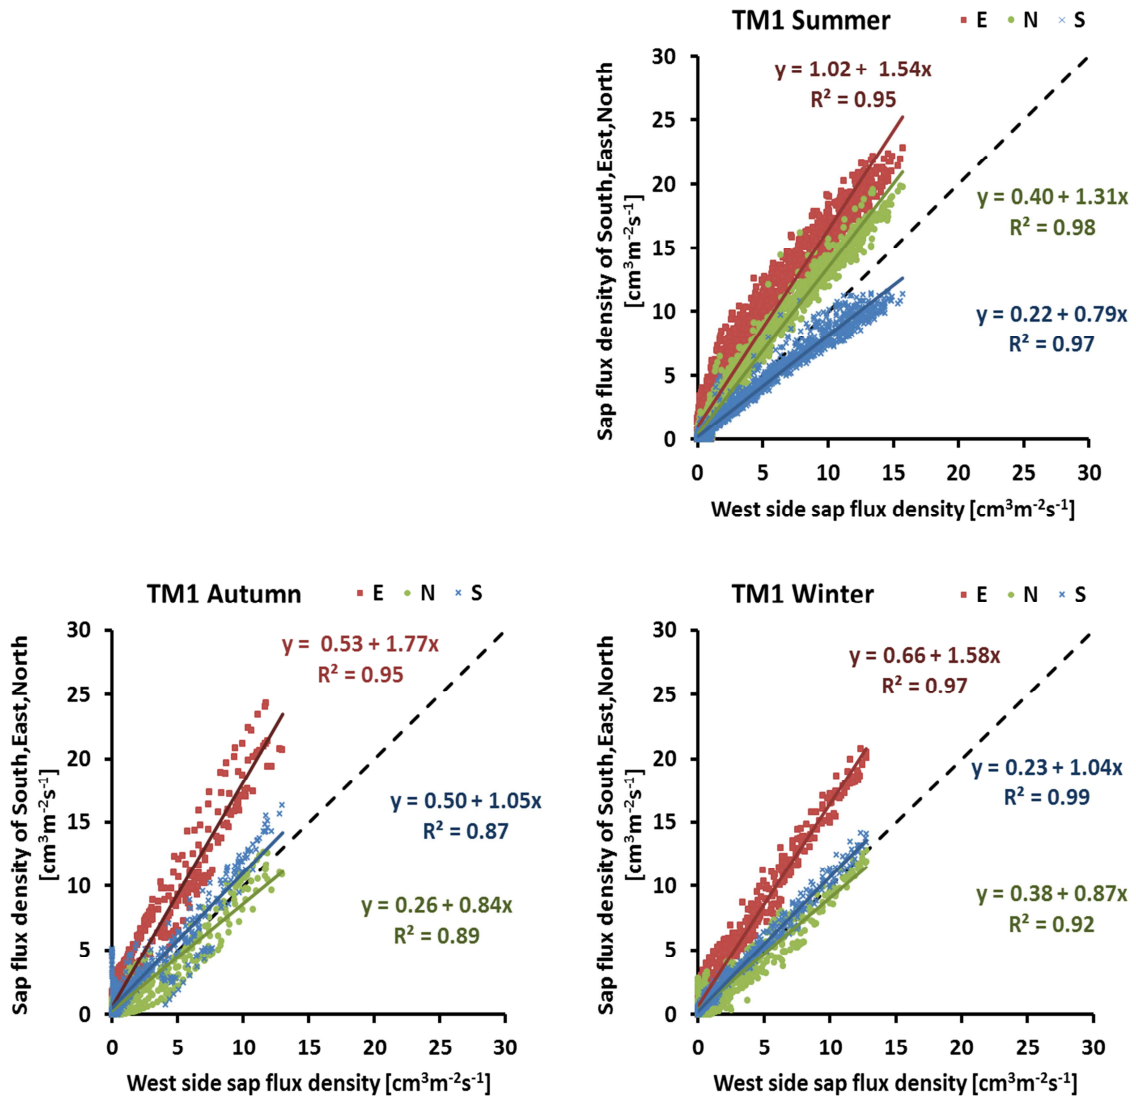 TM1 Summer
E N S
Sap flux density of South,East,North
[cm³m⁻²s⁻¹]
30
25
20
15
10
5
0
y = 1.02 + 1.54x
R² = 0.95
y = 0.40 + 1.31x
R² = 0.98
y = 0.22 + 0.79x
R² = 0.97
0 5 10 15 20 25 30
West side sap flux density [cm³m⁻²s⁻¹]
TM1 Autumn
E N S
Sap flux density of South,East,North
[cm³m⁻²s⁻¹]
30
25
20
15
10
5
0
y = 0.53 + 1.77x
R² = 0.95
y = 0.50 + 1.05x
R² = 0.87
y = 0.26 + 0.84x
R² = 0.89
0 5 10 15 20 25 30
West side sap flux density [cm³m⁻²s⁻¹]
TM1 Winter
E N S
Sap flux density of South,East,North
[cm³m⁻²s⁻¹]
30
25
20
15
10
5
0
y = 0.66 + 1.58x
R² = 0.97
y = 0.23 + 1.04x
R² = 0.99
y = 0.38 + 0.87x
R² = 0.92
0 5 10 15 20 25 30
West side sap flux density [cm³m⁻²s⁻¹]